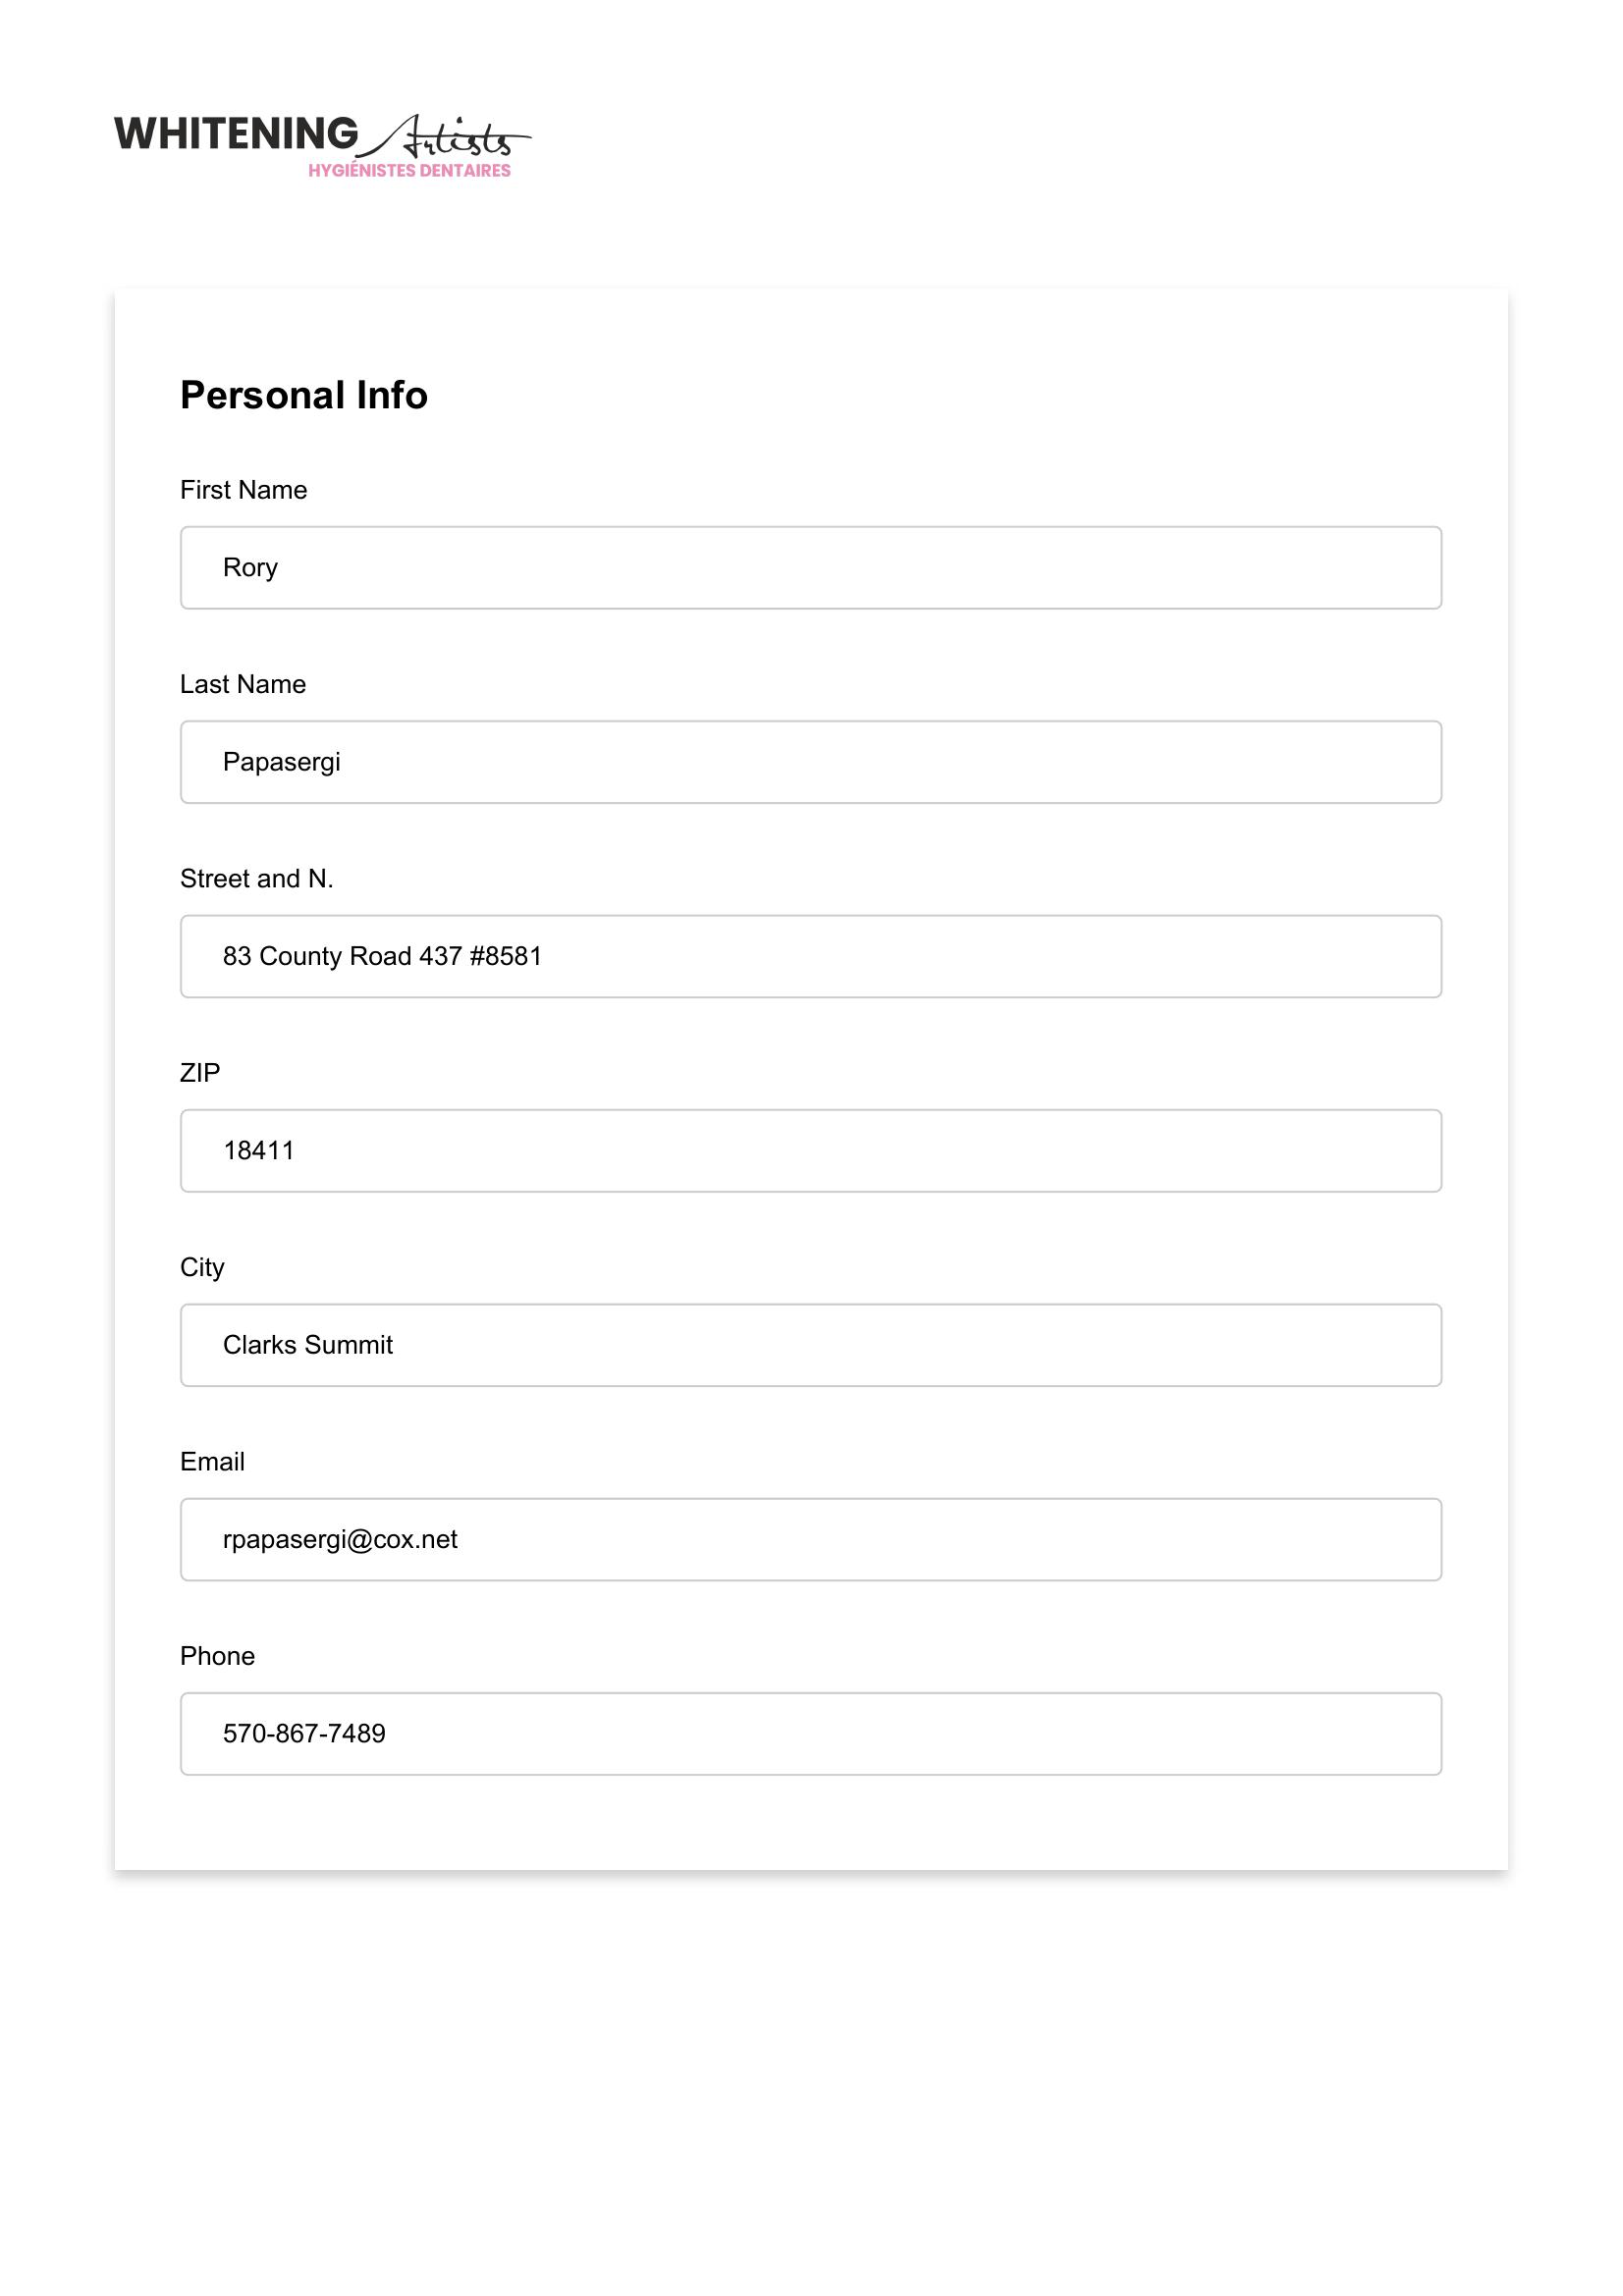 WHITENING Artists
HYGIÉNISTES DENTAIRES
Personal Info
First Name
Rory
Last Name
Papasergi
Street and N.
83 County Road 437 #8581
ZIP
18411
City
Clarks Summit
Email
rpapasergi@cox.net
Phone
570-867-7489